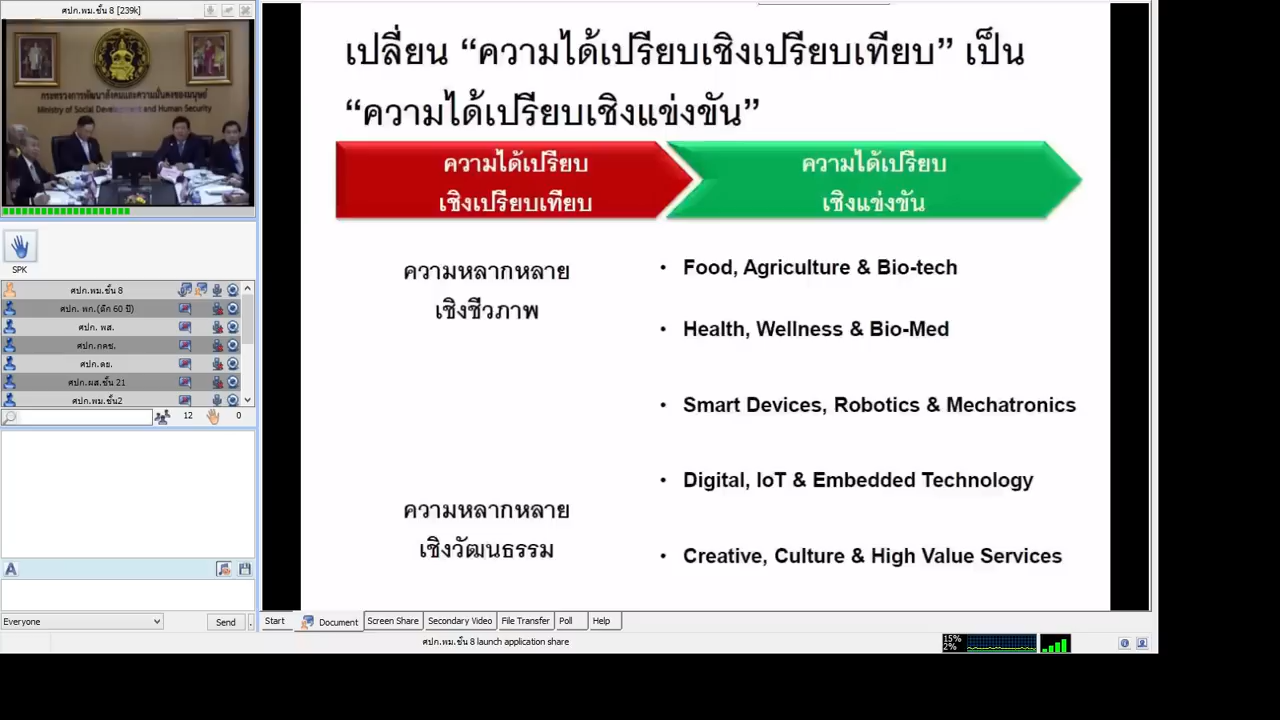 ศปก.พม.ชั้น 8 [239k]
กระทรวงการพัฒนาสังคมและความมั่นคงของมนุษย์
Ministry of Social Development and Human Security
SPK
ศปก.พม.ชั้น 8
ศปก. พก.(ตึก 60 ปี)
ศปก. พส.
ศปก.กคช.
ศปก.ดย.
ศปก.ผส.ชั้น 21
ศปก.พม.ชั้น2
12
0
Everyone
Send
เปลี่ยน “ความได้เปรียบเชิงเปรียบเทียบ” เป็น
“ความได้เปรียบเชิงแข่งขัน”
ความได้เปรียบ
เชิงเปรียบเทียบ
ความได้เปรียบ
เชิงแข่งขัน
ความหลากหลาย
เชิงชีวภาพ
ความหลากหลาย
เชิงวัฒนธรรม
• Food, Agriculture & Bio-tech
• Health, Wellness & Bio-Med
• Smart Devices, Robotics & Mechatronics
• Digital, IoT & Embedded Technology
• Creative, Culture & High Value Services
Start Document Screen Share Secondary Video File Transfer Poll Help
ศปก.พม.ชั้น 8 launch application share
15%
2%